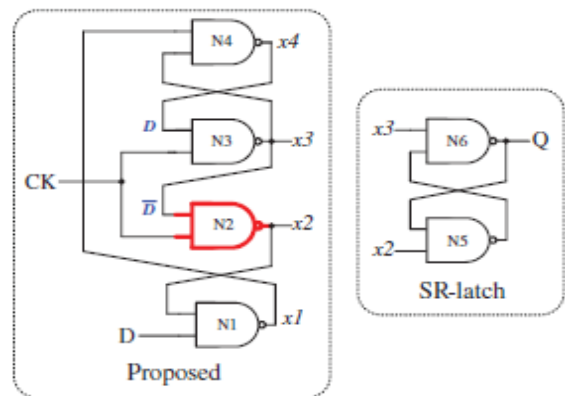 N4
x4
D
N3
x3
CK
D̅
N2
x2
N1
x1
D
Proposed
x3
N6
Q
N5
x2
SR-latch